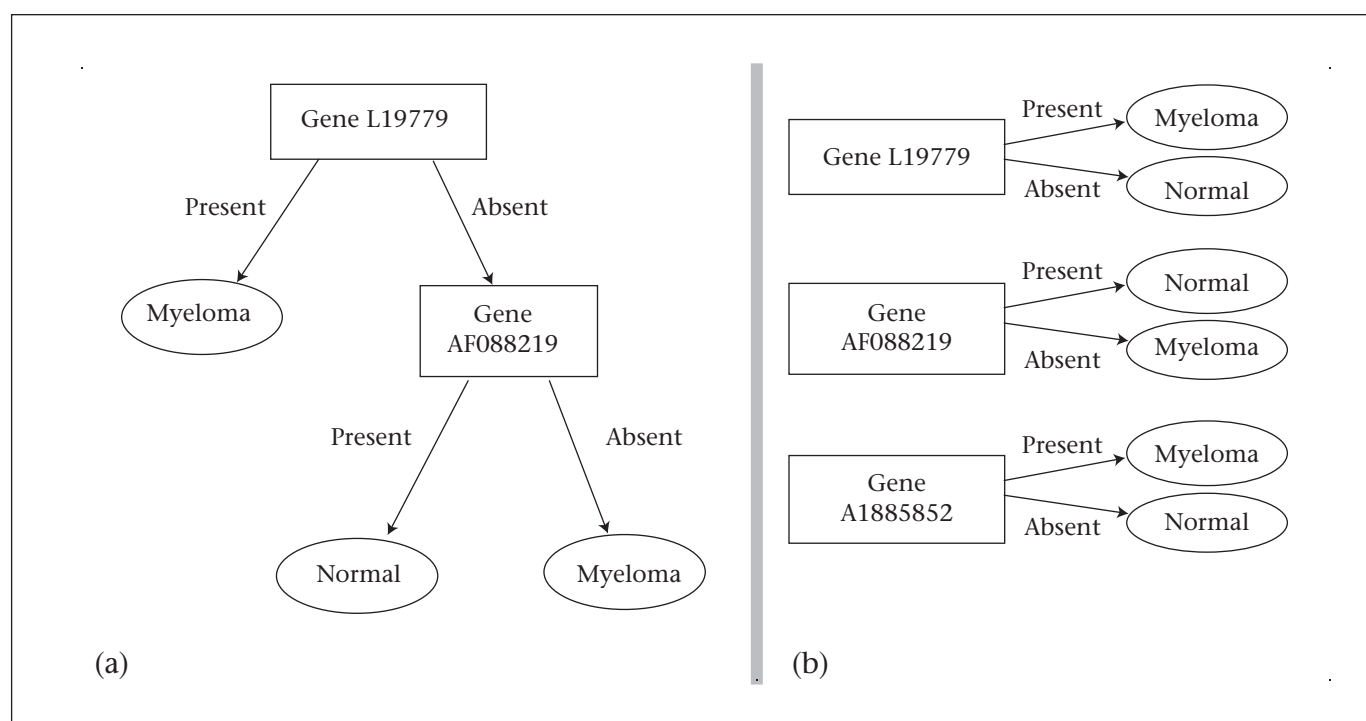 Gene L19779
Present
Absent
Myeloma
Gene
AF088219
Present
Absent
Normal
Myeloma
(a)
Gene L19779
Present
Myeloma
Absent
Normal
Gene
AF088219
Present
Normal
Absent
Myeloma
Gene
A1885852
Present
Myeloma
Absent
Normal
(b)